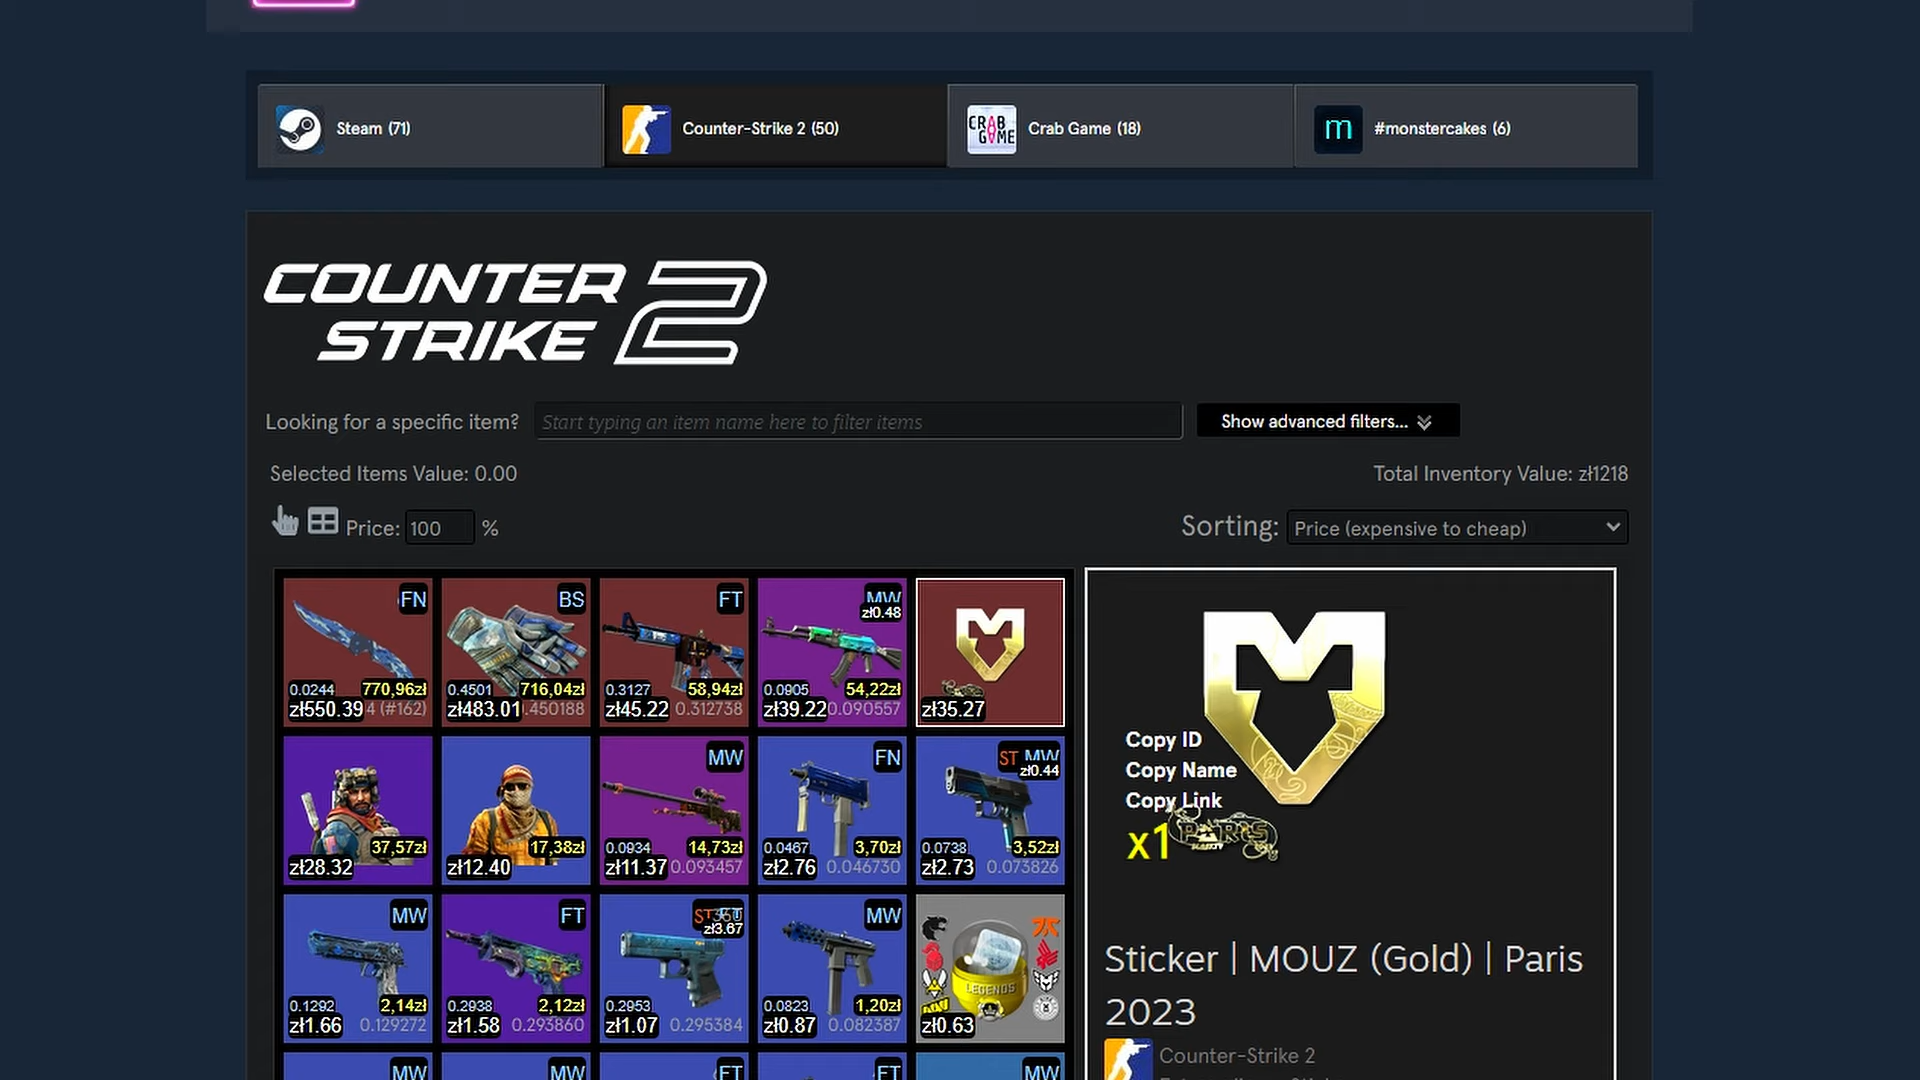 Steam (71)
Counter-Strike 2 (50)
CRAB GAME
Crab Game (18)
m
#monstercakes (6)
COUNTER
STRIKE 2
Looking for a specific item?
Start typing an item name here to filter items
Show advanced filters...
Selected Items Value: 0.00
Total Inventory Value: zł1218
Price: 100 %
Sorting: Price (expensive to cheap)
FN
0.0244 770,96zł
zł550.39 4 (#162)
BS
0.4501 716,04zł
zł483.01 .450188
FT
0.3127 58,94zł
zł45.22 0.312738
MW
zł0.48
0.0905 54,22zł
zł39.22 0.090557
zł35.27
37,57zł
zł28.32
17,38zł
zł12.40
MW
0.0934 14,73zł
zł11.37 0.093457
FN
0.0467 3,70zł
zł2.76 0.046730
ST MW
zł0.44
0.0738 3,52zł
zł2.73 0.073826
MW
0.1292 2,14zł
zł1.66 0.129272
FT
0.2938 2,12zł
zł1.58 0.293860
ST FT
zł3.67
0.2953
zł1.07 0.295384
MW
0.0823 1,20zł
zł0.87 0.082387
LEGENDS
zł0.63
MW
MW
FT
FT
MW
Copy ID
Copy Name
Copy Link
x1
PARIS
Sticker | MOUZ (Gold) | Paris
2023
Counter-Strike 2